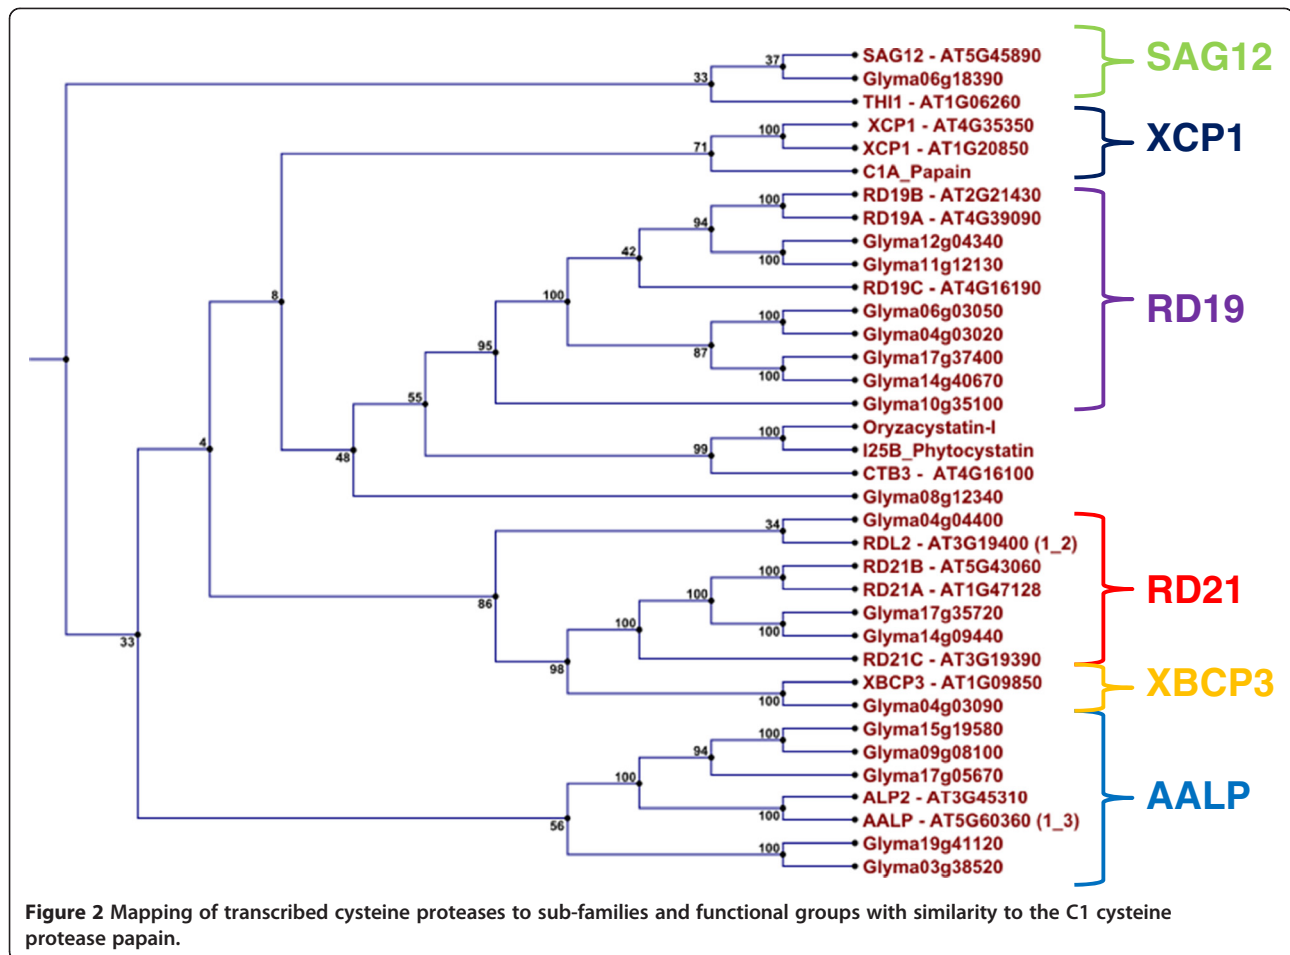 SAG12 - AT5G45890
Glyma06g18390
THI1 - AT1G06260
XCP1 - AT4G35350
XCP1 - AT1G20850
C1A_Papain
RD19B - AT2G21430
RD19A - AT4G39090
Glyma12g04340
Glyma11g12130
RD19C - AT4G16190
Glyma06g03050
Glyma04g03020
Glyma17g37400
Glyma14g40670
Glyma10g35100
Oryzacystatin-I
I25B_Phytocystatin
CTB3 - AT4G16100
Glyma08g12340
Glyma04g04400
RDL2 - AT3G19400 (1_2)
RD21B - AT5G43060
RD21A - AT1G47128
Glyma17g35720
Glyma14g09440
RD21C - AT3G19390
XBCP3 - AT1G09850
Glyma04g03090
Glyma15g19580
Glyma09g08100
Glyma17g05670
ALP2 - AT3G45310
AALP - AT5G60360 (1_3)
Glyma19g41120
Glyma03g38520
SAG12
XCP1
RD19
RD21
XBCP3
AALP
37
33
100
71
100
94
100
42
100
100
95
87
100
55
100
99
48
8
4
34
86
100
100
100
100
98
100
33
100
94
100
100
56
100
Figure 2 Mapping of transcribed cysteine proteases to sub-families and functional groups with similarity to the C1 cysteine
protease papain.